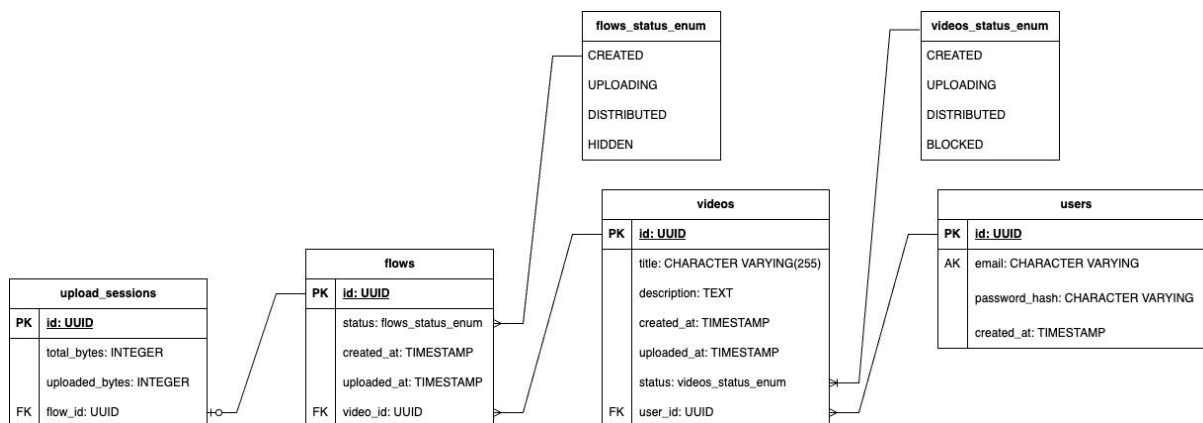 flows_status_enum
CREATED
UPLOADING
DISTRIBUTED
HIDDEN
videos_status_enum
CREATED
UPLOADING
DISTRIBUTED
BLOCKED
upload_sessions
PK id: UUID
total_bytes: INTEGER
uploaded_bytes: INTEGER
FK flow_id: UUID
flows
PK id: UUID
status: flows_status_enum
created_at: TIMESTAMP
uploaded_at: TIMESTAMP
FK video_id: UUID
videos
PK id: UUID
title: CHARACTER VARYING(255)
description: TEXT
created_at: TIMESTAMP
uploaded_at: TIMESTAMP
status: videos_status_enum
FK user_id: UUID
users
PK id: UUID
AK email: CHARACTER VARYING
password_hash: CHARACTER VARYING
created_at: TIMESTAMP